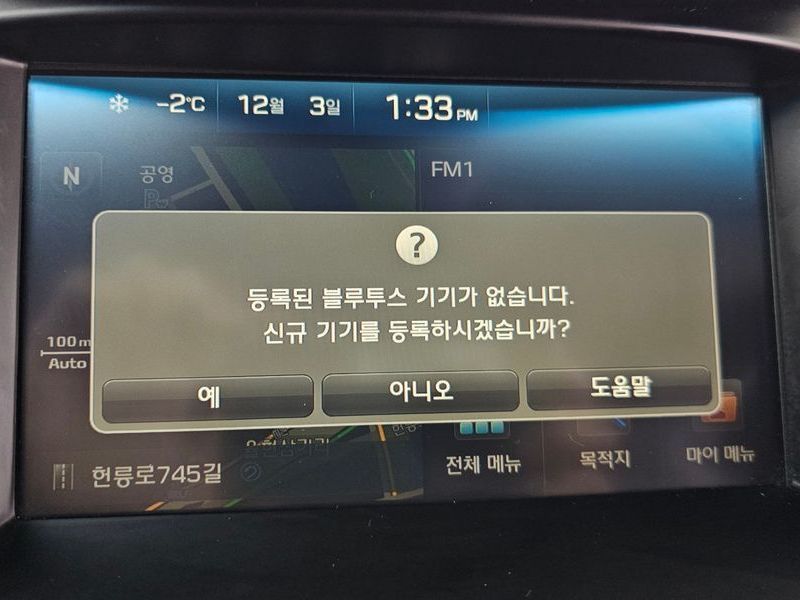 -2°C 12월 3일 1:33 PM
N 공영 FM1
P
?
등록된 블루투스 기기가 없습니다.
신규 기기를 등록하시겠습니까?
100m
Auto
예 아니오 도움말
전체 메뉴 목적지 마이 메뉴
헌릉로745길